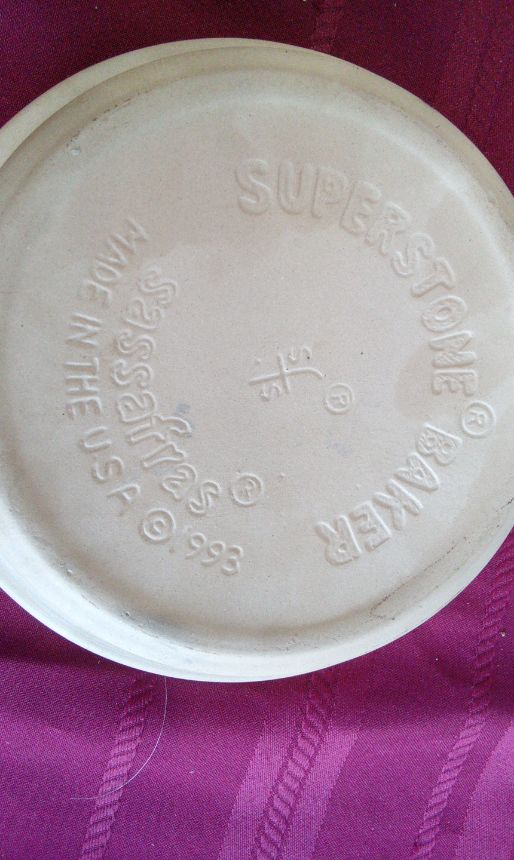 SUPERSTONE® BAKER
sassafras®
MADE IN THE USA ©1993